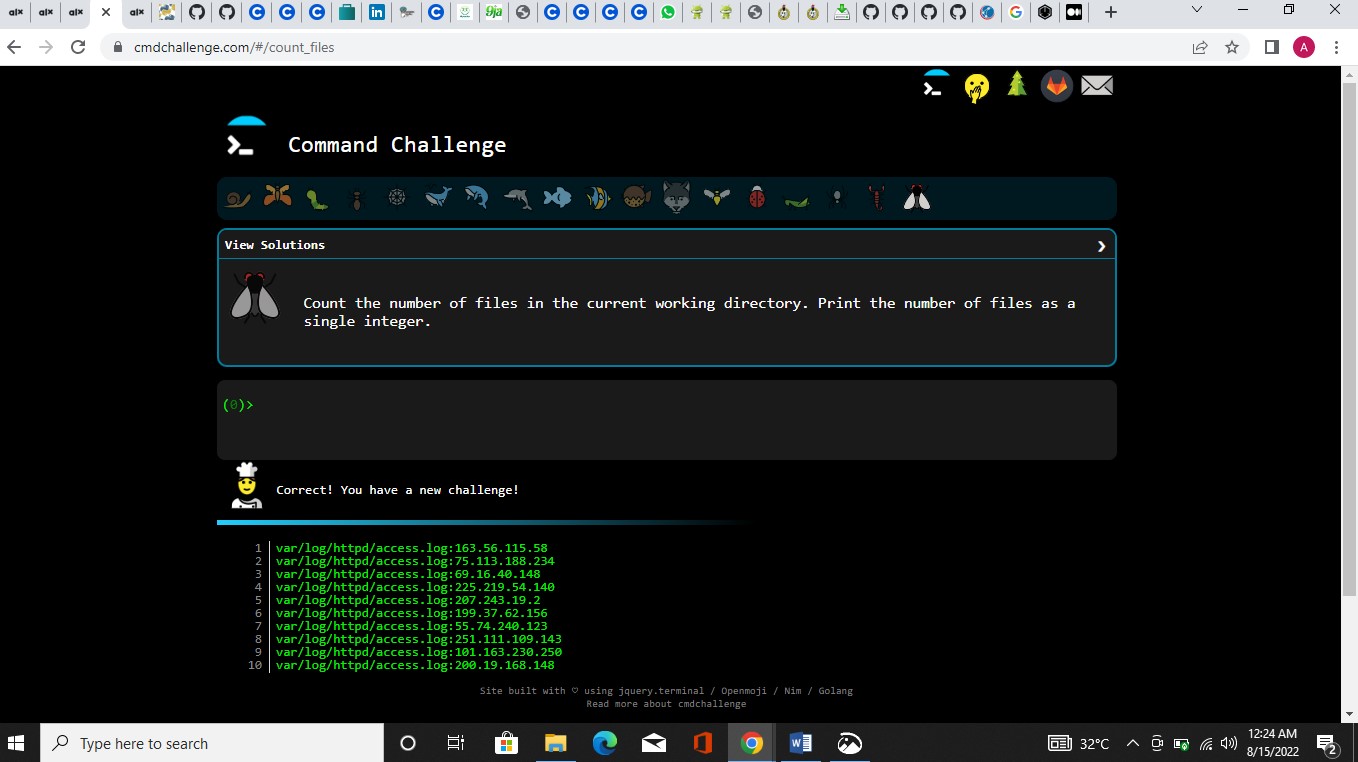 alx
alx
alx
alx
9ja
cmdchallenge.com/#/count_files
A
Command Challenge
View Solutions
Count the number of files in the current working directory. Print the number of files as a
single integer.
(0)>
Correct! You have a new challenge!
1 var/log/httpd/access.log:163.56.115.58
2 var/log/httpd/access.log:75.113.188.234
3 var/log/httpd/access.log:69.16.40.148
4 var/log/httpd/access.log:225.219.54.140
5 var/log/httpd/access.log:207.243.19.2
6 var/log/httpd/access.log:199.37.62.156
7 var/log/httpd/access.log:55.74.240.123
8 var/log/httpd/access.log:251.111.109.143
9 var/log/httpd/access.log:101.163.230.250
10 var/log/httpd/access.log:200.19.168.148
Site built with ♡ using jquery.terminal / Openmoji / Nim / Golang
Read more about cmdchallenge
Type here to search
32°C
12:24 AM
8/15/2022
2